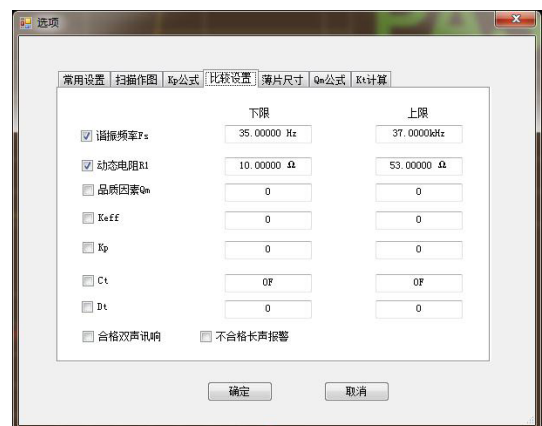 选项
常用设置 扫描作图 Kp公式 比较设置 薄片尺寸 Qm公式 Kt计算
下限 上限
谐振频率Fs 35.00000 Hz 37.0000kHz
动态电阻R1 10.00000 Ω 53.00000 Ω
品质因素Qm 0 0
Keff 0 0
Kp 0 0
Ct 0F 0F
Dt 0 0
合格双声讯响 不合格长声报警
确定 取消